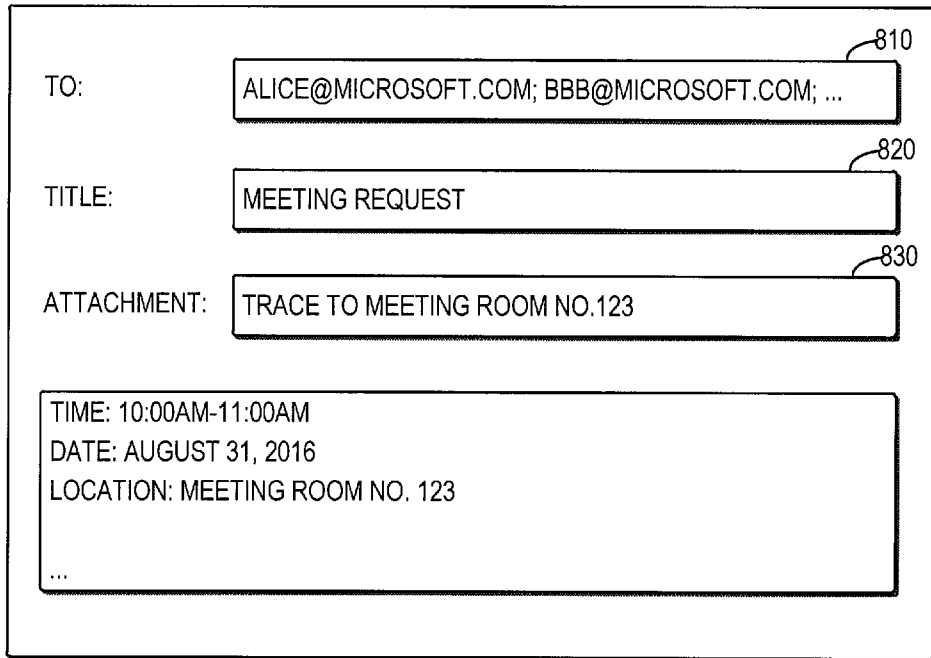 810
TO: ALICE@MICROSOFT.COM; BBB@MICROSOFT.COM; ...
820
TITLE: MEETING REQUEST
830
ATTACHMENT: TRACE TO MEETING ROOM NO.123
TIME: 10:00AM-11:00AM
DATE: AUGUST 31, 2016
LOCATION: MEETING ROOM NO. 123
...